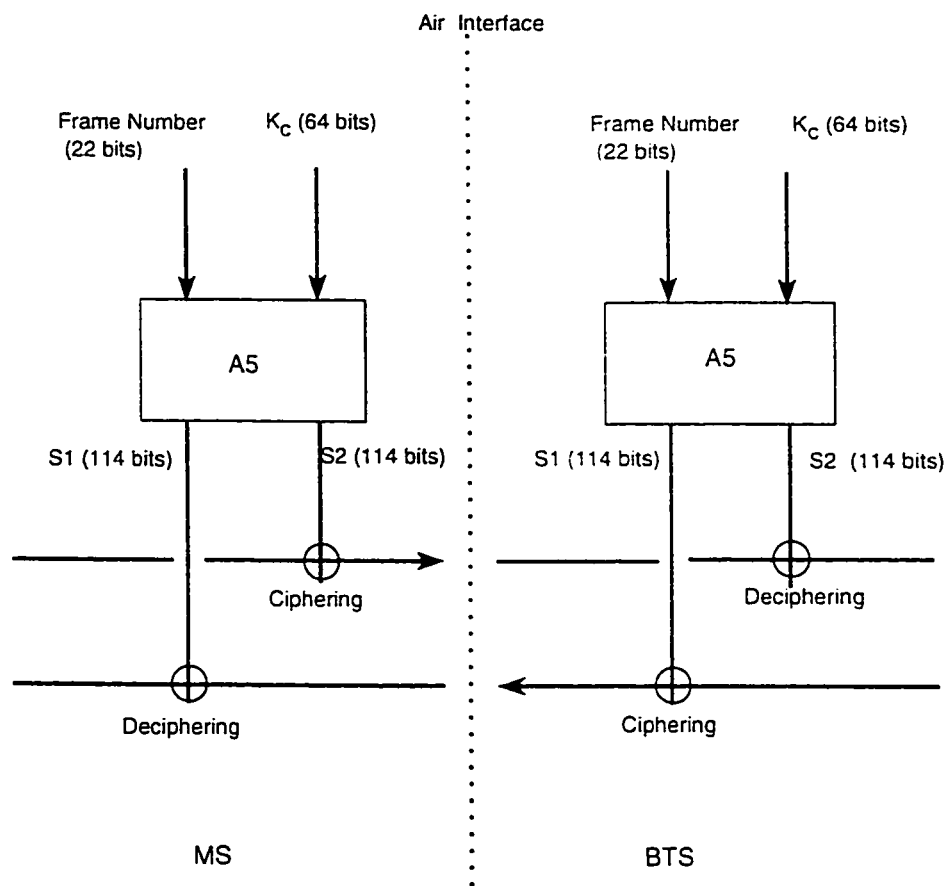 Air Interface
Frame Number
(22 bits)
K_C (64 bits)
Frame Number
(22 bits)
K_C (64 bits)
A5
A5
S1 (114 bits)
S2 (114 bits)
S1 (114 bits)
S2 (114 bits)
Ciphering
Deciphering
Deciphering
Ciphering
MS
BTS